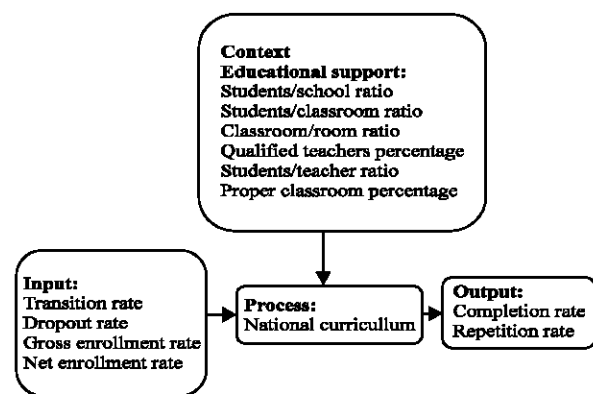 Context
Educational support:
Students/school ratio
Students/classroom ratio
Classroom/room ratio
Qualified teachers percentage
Students/teacher ratio
Proper classroom percentage
Input:
Transition rate
Dropout rate
Gross enrollment rate
Net enrollment rate
Process:
National curricullum
Output:
Completion rate
Repetition rate